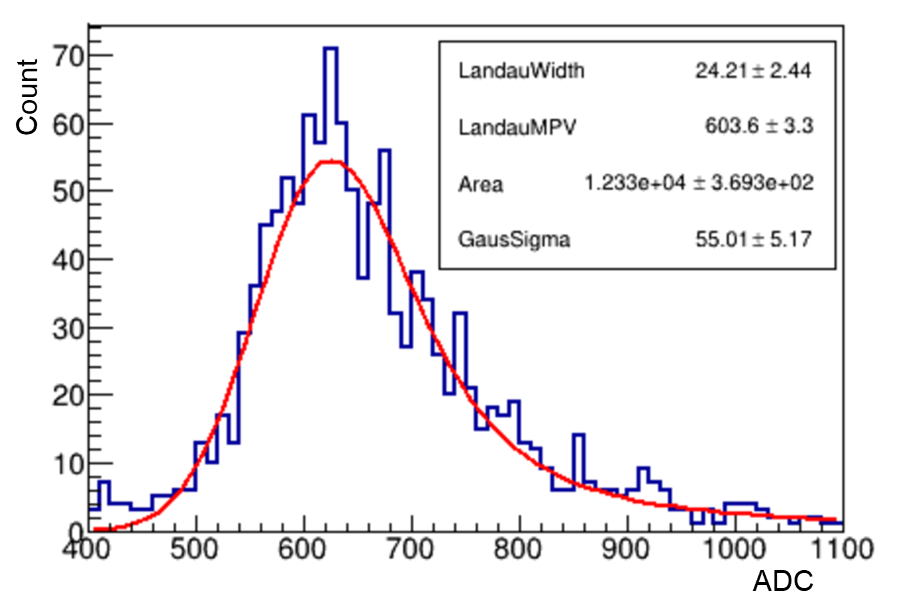 Count
70
60
50
40
30
20
10
0
LandauWidth 24.21 ± 2.44
LandauMPV 603.6 ± 3.3
Area 1.233e+04 ± 3.693e+02
GausSigma 55.01 ± 5.17
400 500 600 700 800 900 1000 1100
ADC